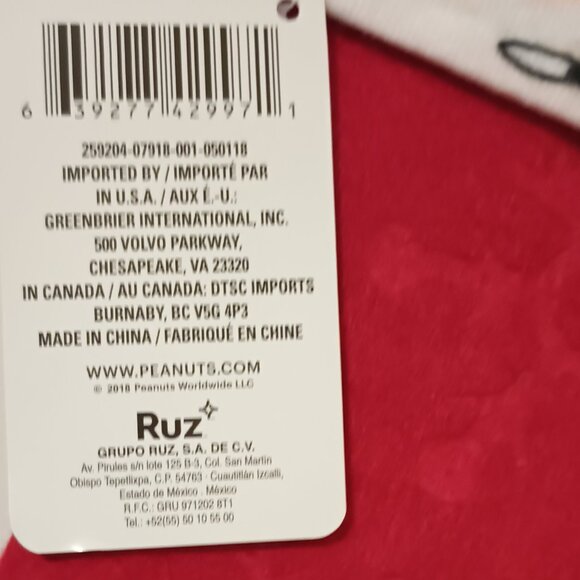 6 39277 42997 1
259204-07918-001-050118
IMPORTED BY / IMPORTÉ PAR
IN U.S.A. / AUX É.-U.:
GREENBRIER INTERNATIONAL, INC.
500 VOLVO PARKWAY,
CHESAPEAKE, VA 23320
IN CANADA / AU CANADA: DTSC IMPORTS
BURNABY, BC V5G 4P3
MADE IN CHINA / FABRIQUÉ EN CHINE
WWW.PEANUTS.COM
© 2018 Peanuts Worldwide LLC
Ruz
GRUPO RUZ, S.A. DE C.V.
Av. Pirules s/n lote 125 B-3, Col. San Martin
Obispo Tepetlixpa, C.P. 54763 · Cuautitlán Izcalli,
Estado de México . México
R.F.C.: GRU 971202 8T1
Tel.: +52(55) 50 10 55 00